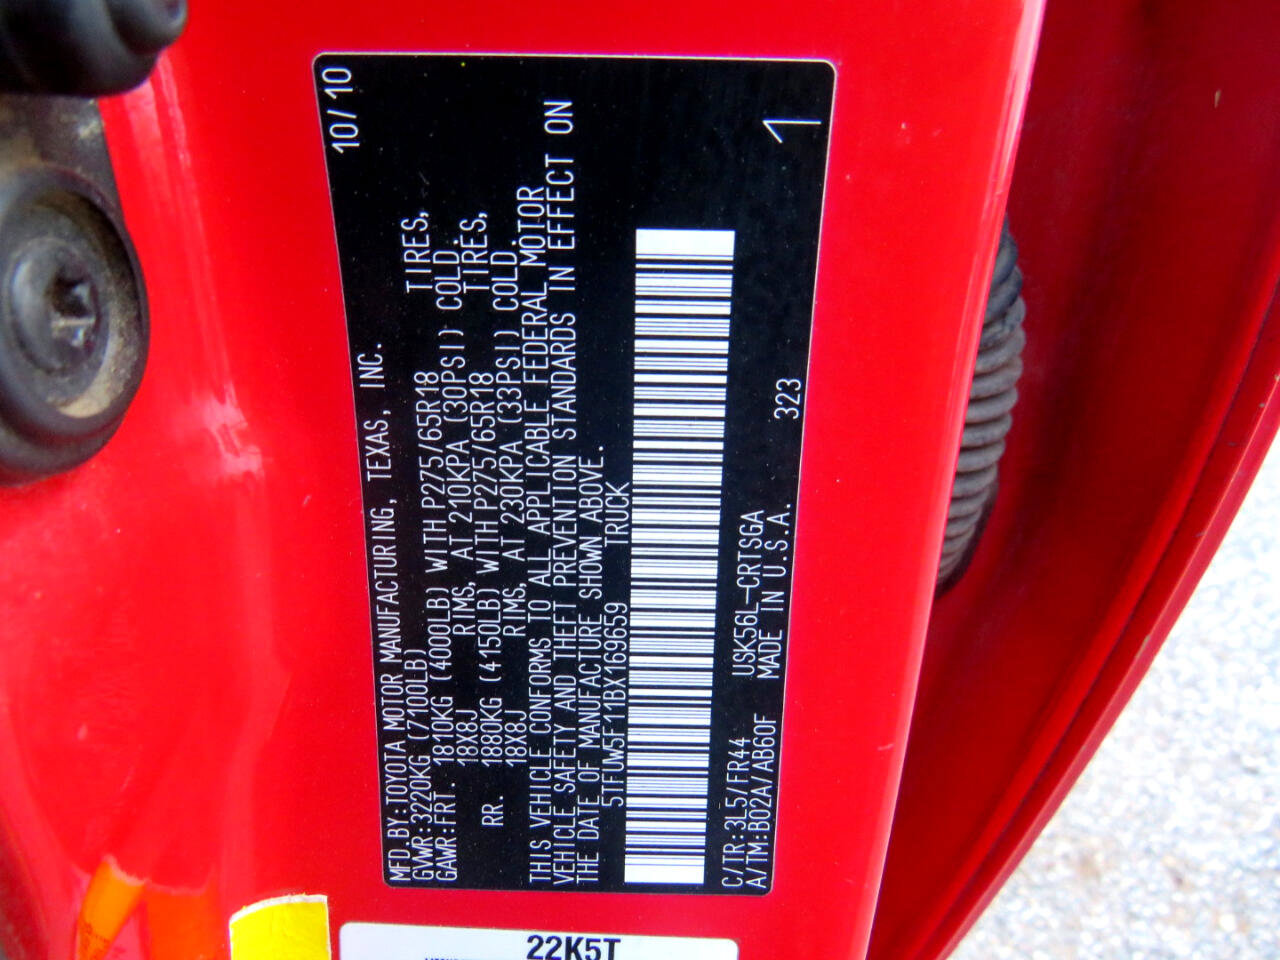 MFD.BY:TOYOTA MOTOR MANUFACTURING, TEXAS, INC. 10/10
GVWR:3220KG (7100LB)
GAWR:FRT. 1810KG (4000LB) WITH P275/65R18 TIRES,
18X8J RIMS, AT 210KPA (30PSI) COLD.
RR. 1880KG (4150LB) WITH P275/65R18 TIRES,
18X8J RIMS, AT 230KPA (33PSI) COLD.
THIS VEHICLE CONFORMS TO ALL APPLICABLE FEDERAL MOTOR
VEHICLE SAFETY AND THEFT PREVENTION STANDARDS IN EFFECT ON
THE DATE OF MANUFACTURE SHOWN ABOVE.
5TFUW5F11BX169659 TRUCK
C/TR:3L5/FR44 USK56L-CRTSGA
A/TM:B02A/AB60F MADE IN U.S.A. 323
1
22K5T